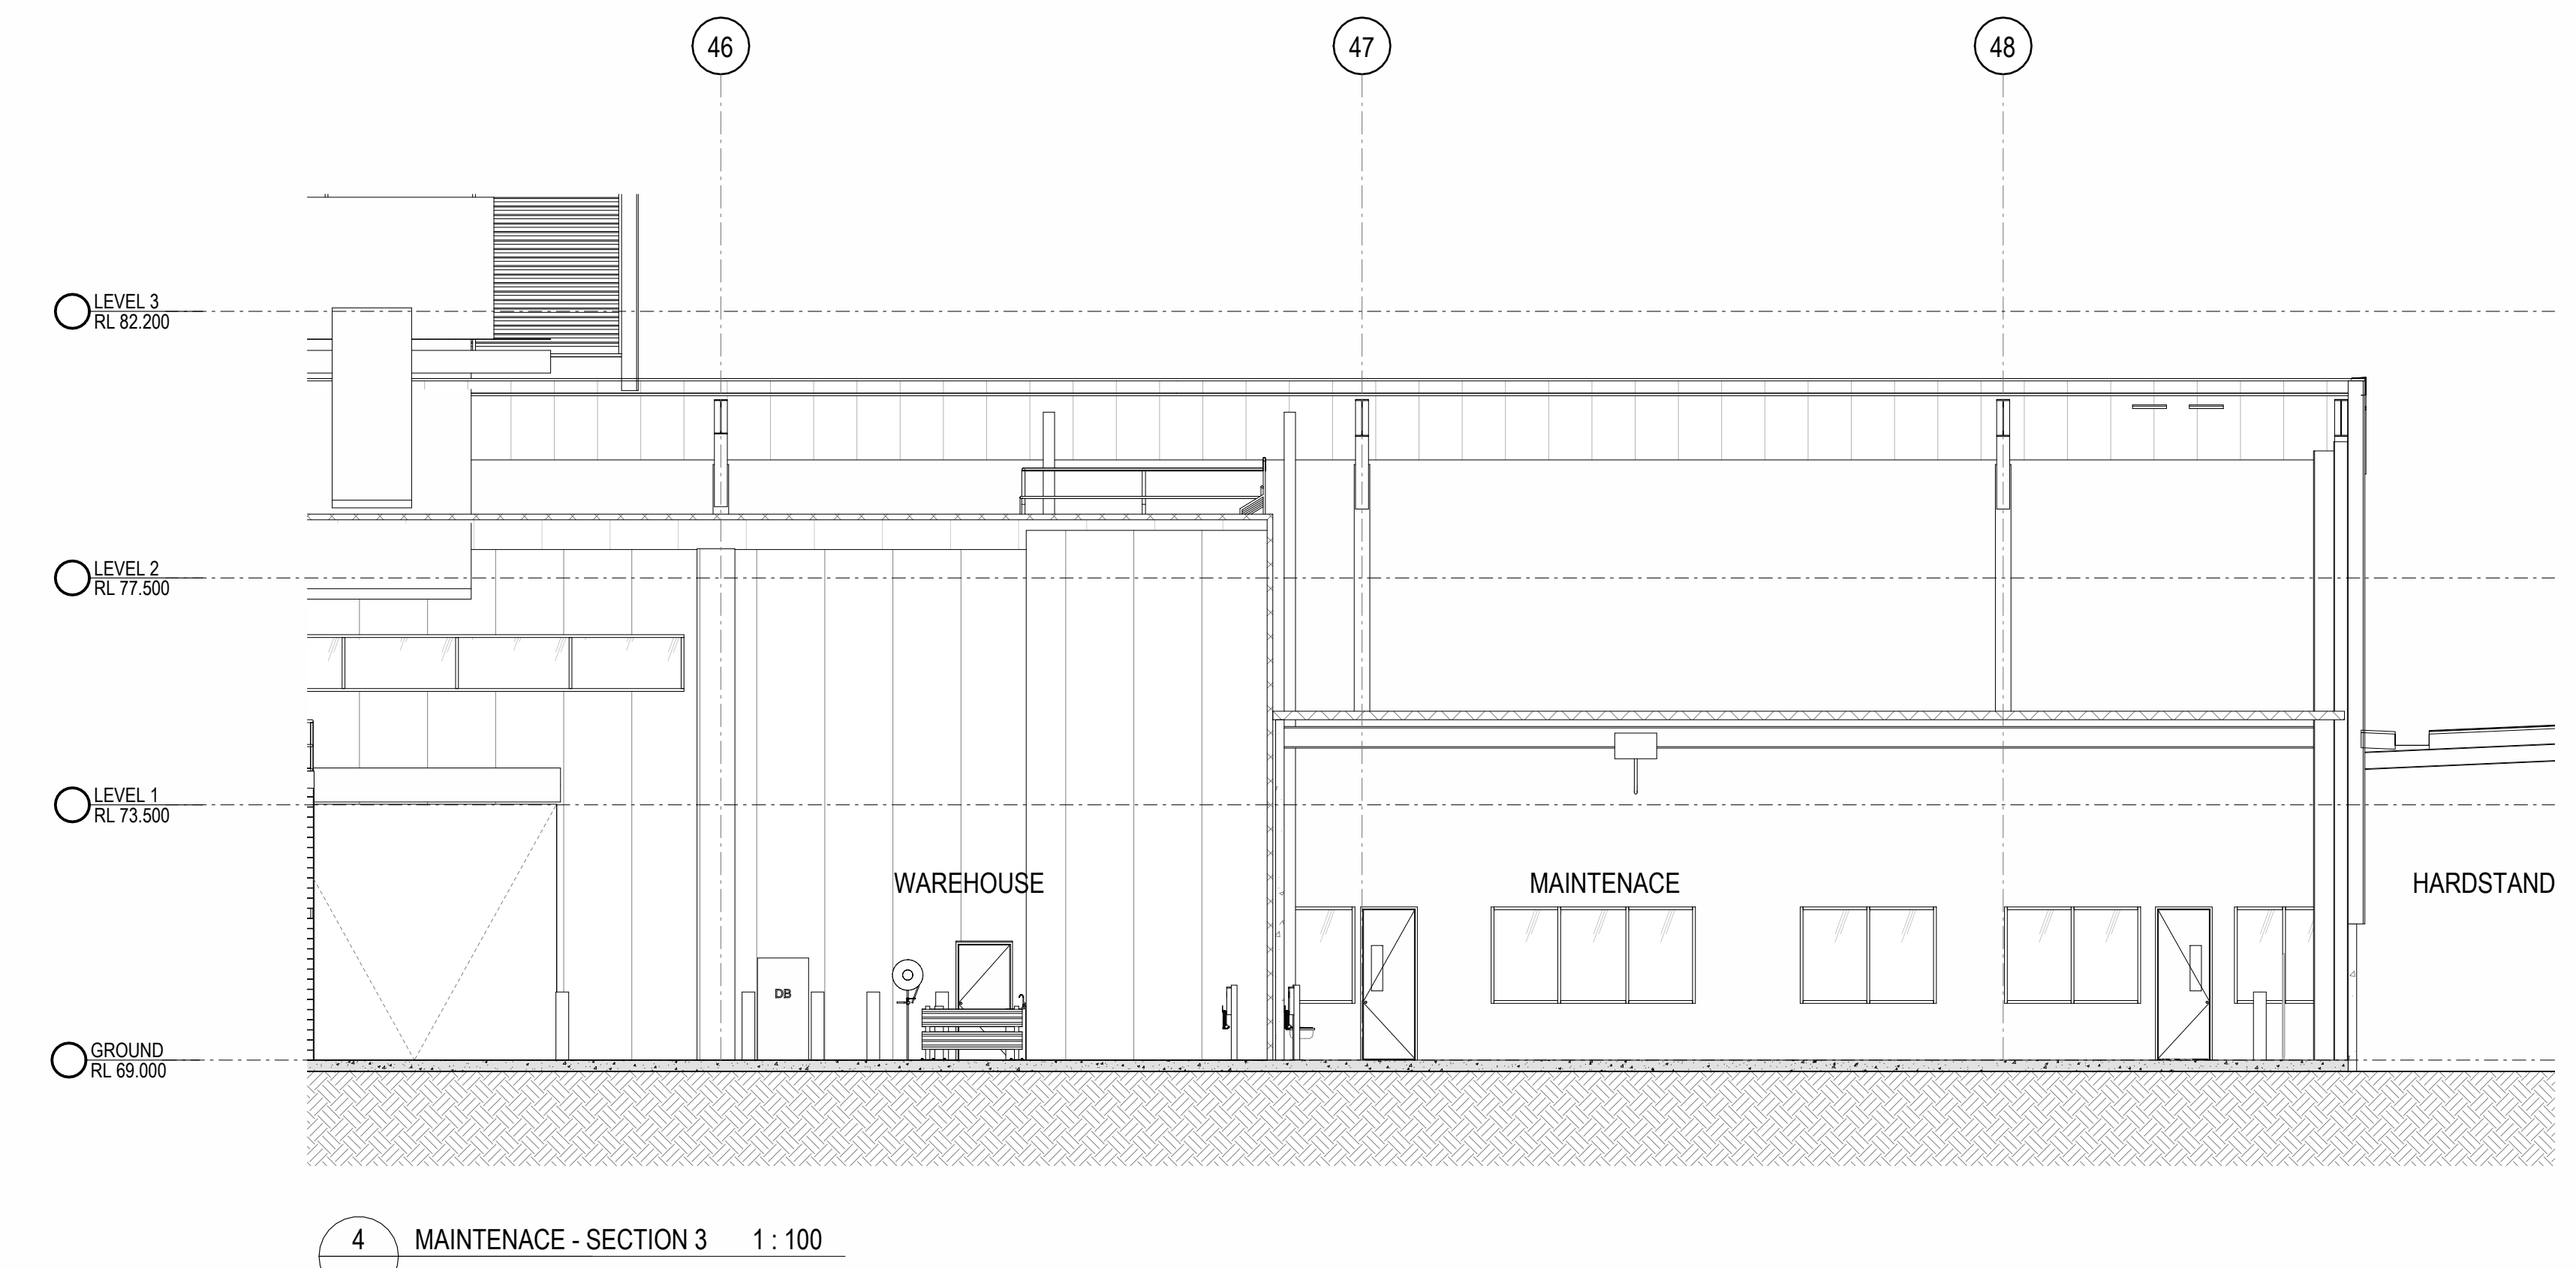 46
47
48
LEVEL 3
RL 82.200
LEVEL 2
RL 77.500
LEVEL 1
RL 73.500
WAREHOUSE
MAINTENACE
HARDSTAND
DB
GROUND
RL 69.000
4
MAINTENACE - SECTION 3
1 : 100